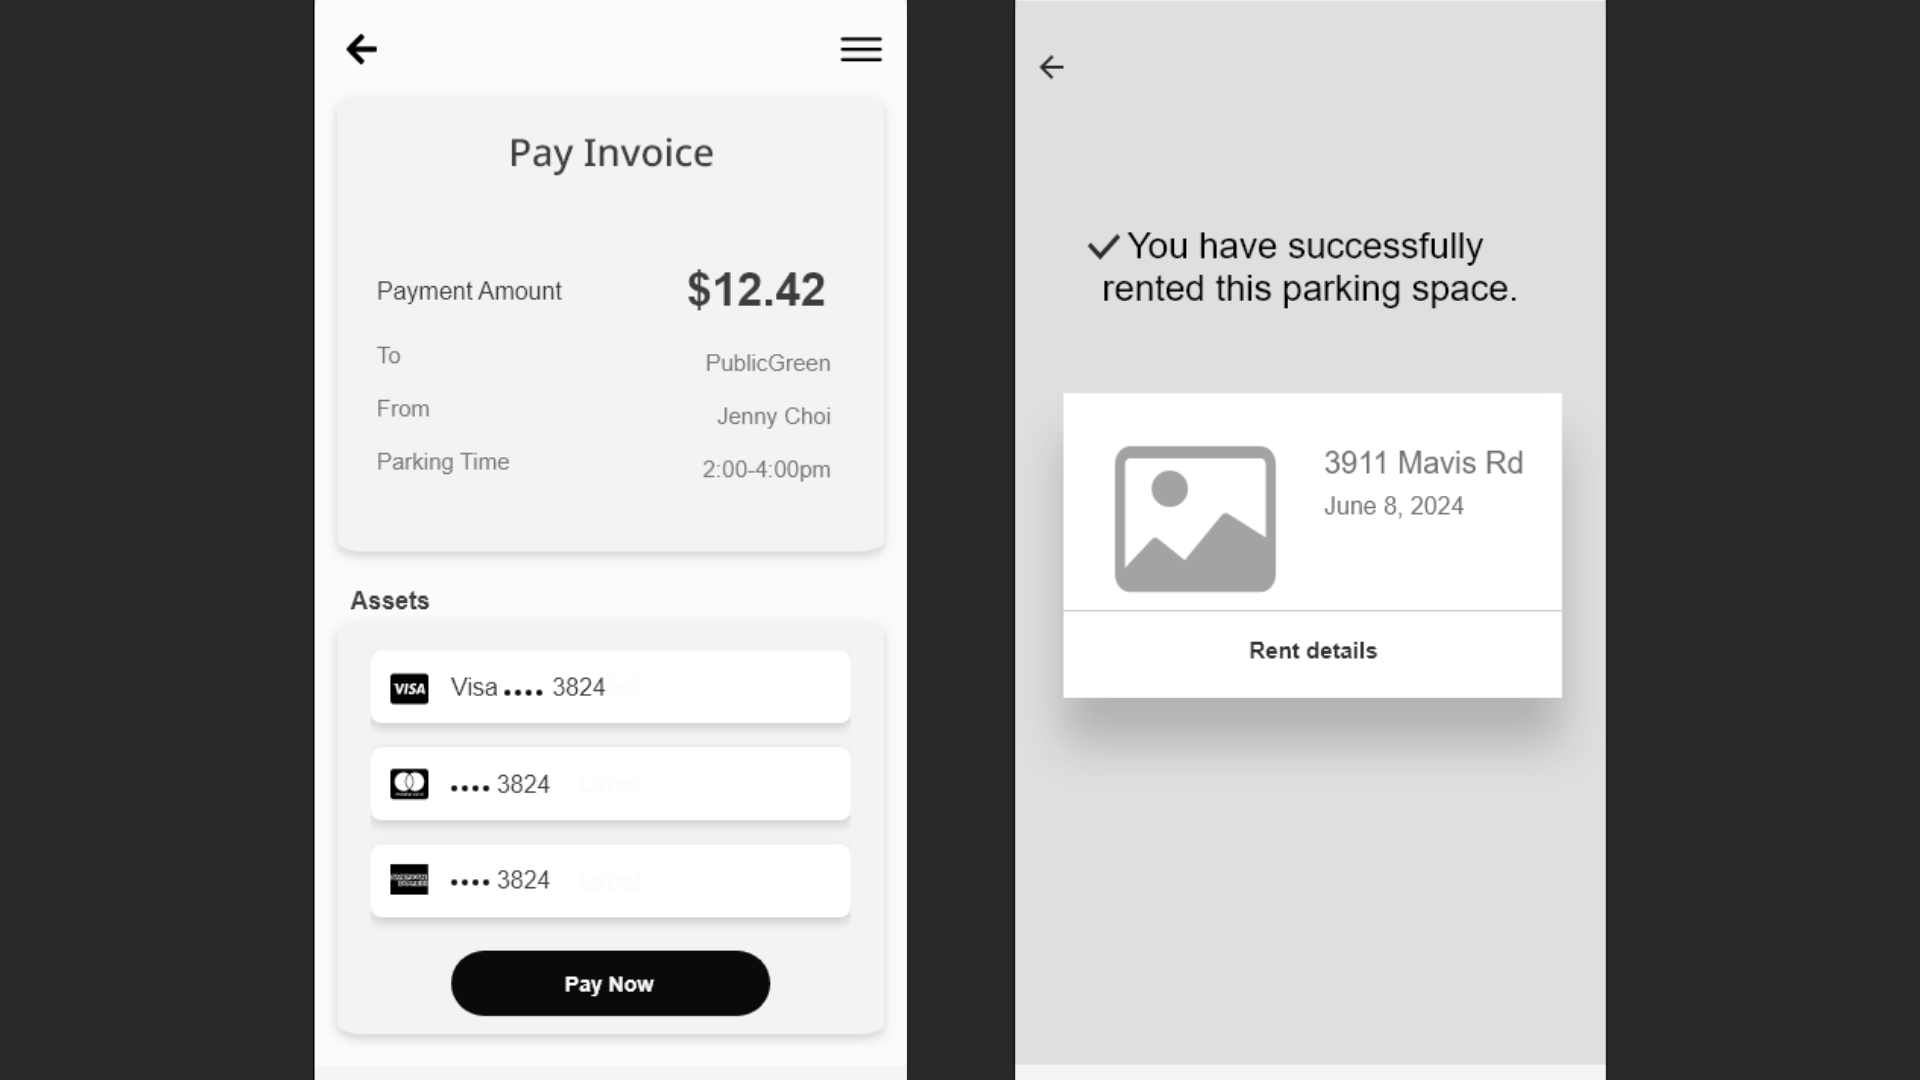 Pay Invoice
Payment Amount $12.42
To PublicGreen
From Jenny Choi
Parking Time 2:00-4:00pm
Assets
VISA Visa •••• 3824
•••• 3824 Label
•••• 3824 Label
Pay Now
✓ You have successfully
rented this parking space.
3911 Mavis Rd
June 8, 2024
Rent details